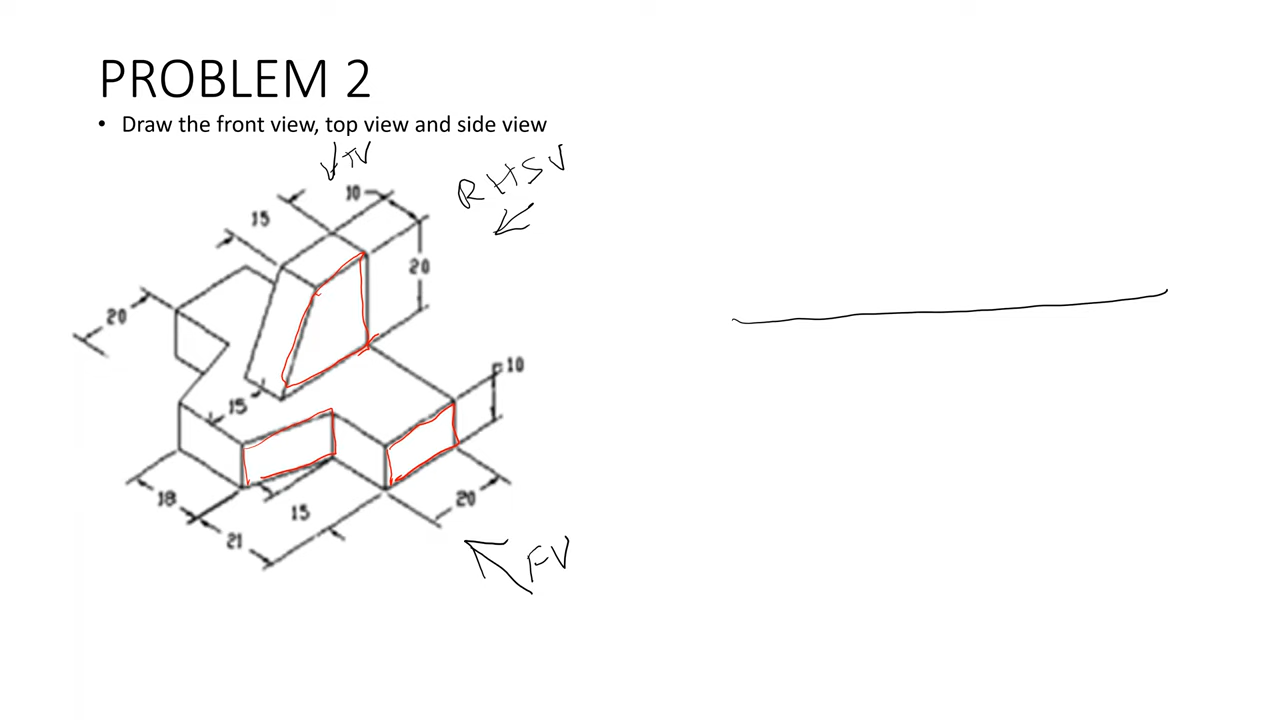 PROBLEM 2
• Draw the front view, top view and side view
TV
RHSV
10
15
20
20
10
15
18
20
15
21
FV